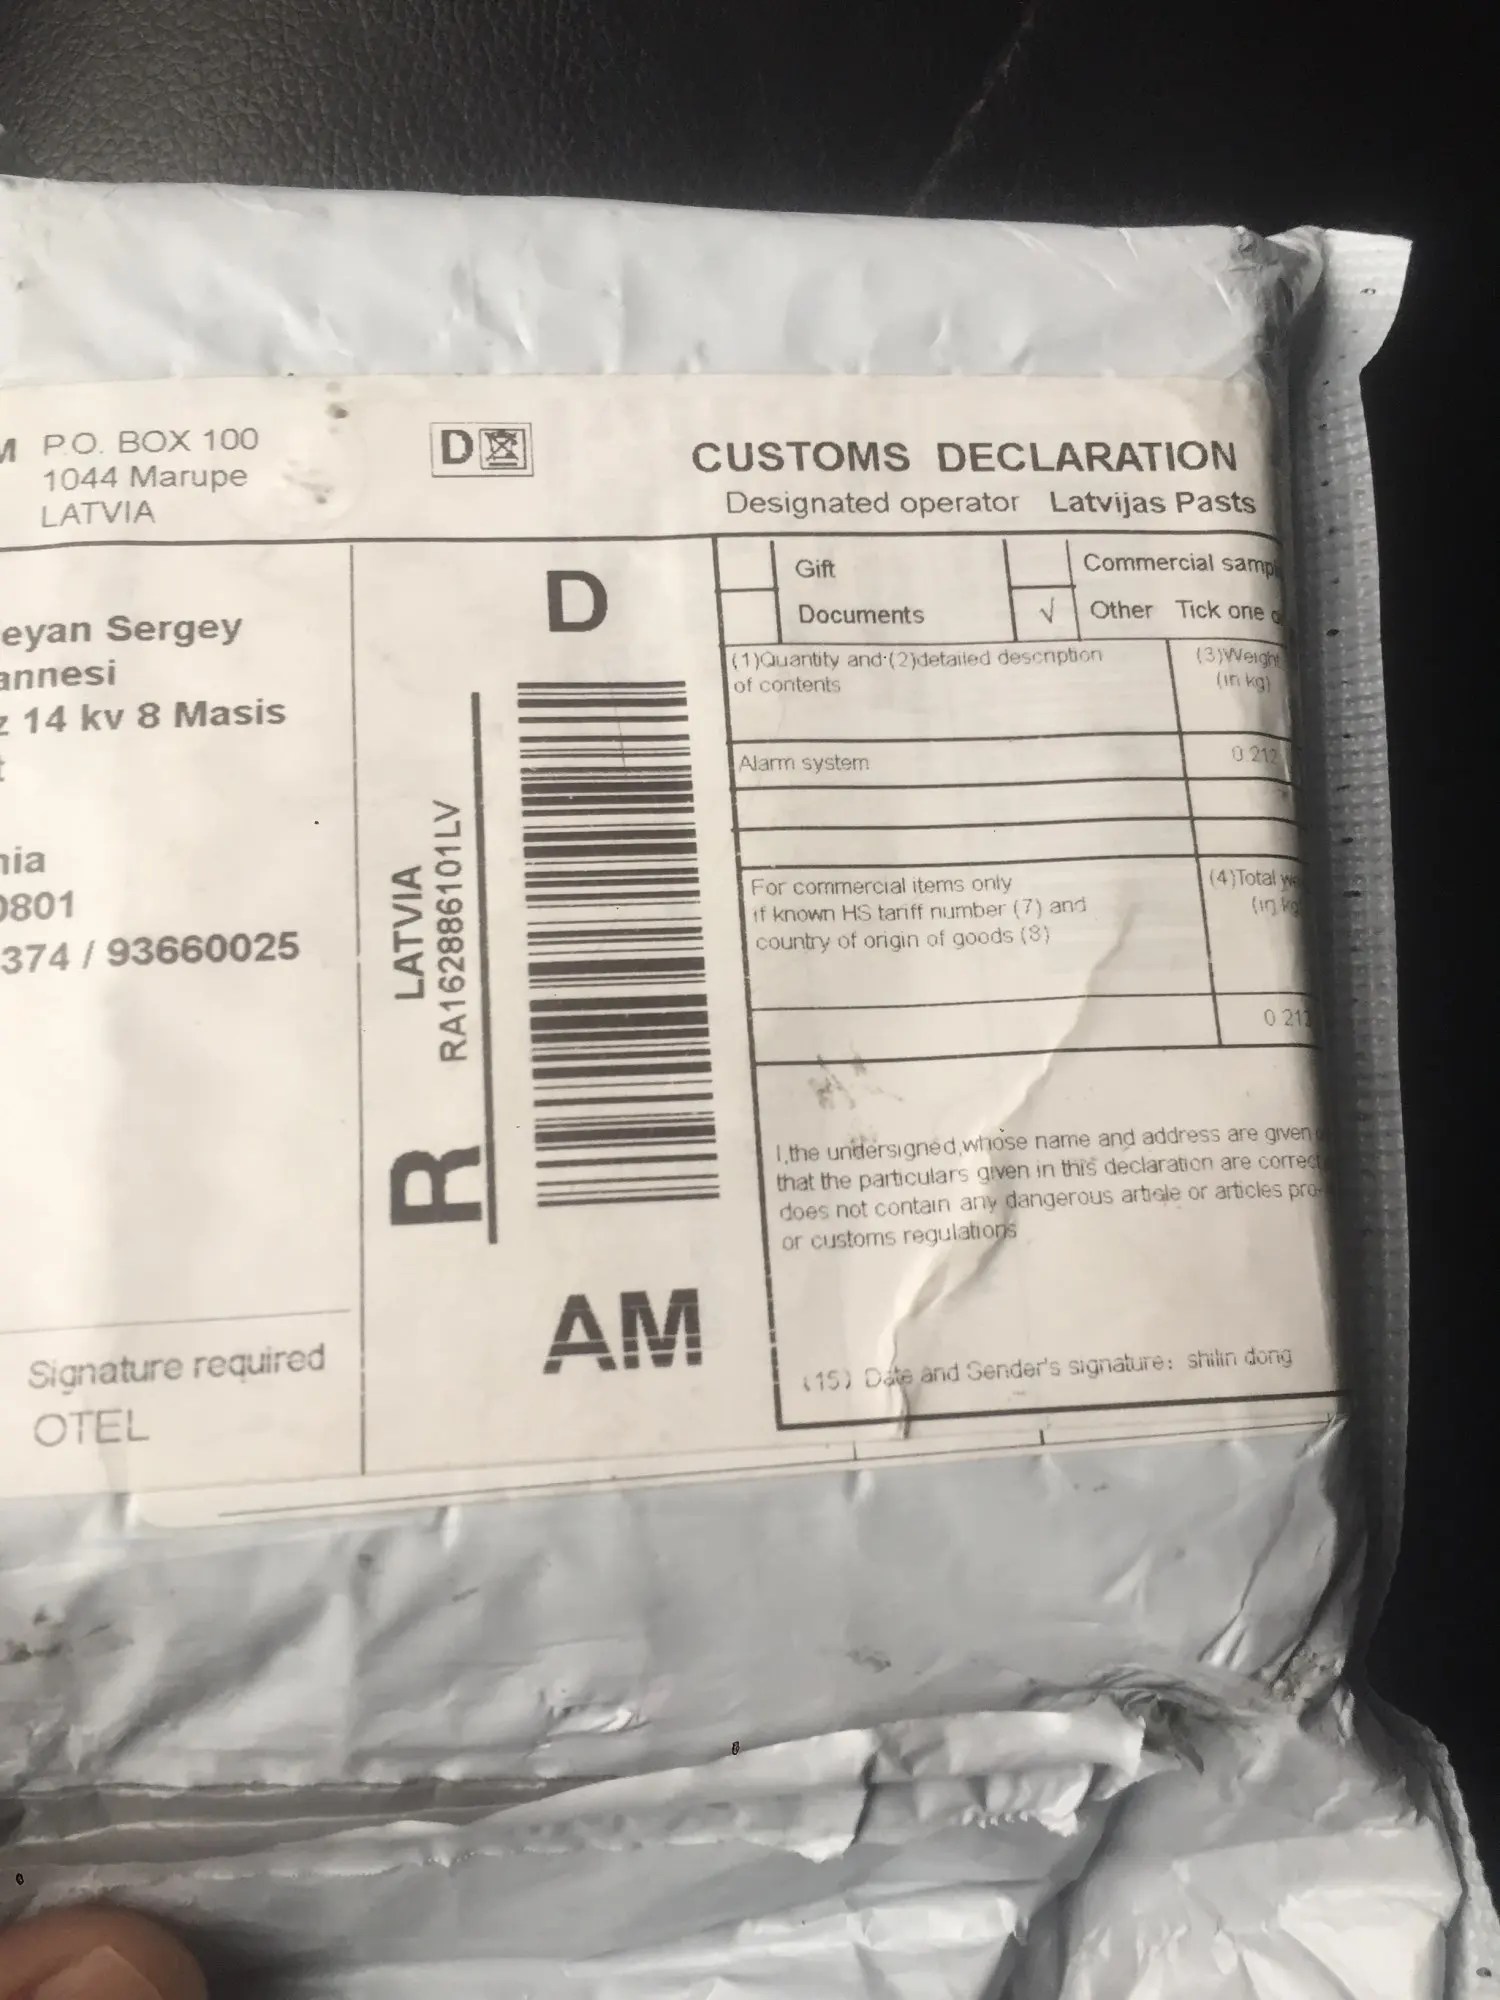 P.O. BOX 100
1044 Marupe
LATVIA
D
CUSTOMS DECLARATION
Designated operator Latvijas Pasts
eyan Sergey
annesi
z 14 kv 8 Masis
nia
0801
374 / 93660025
Signature required
OTEL
D
LATVIA
RA162886101LV
R
AM
Gift
Commercial samp
Documents
√ Other Tick one
(1)Quantity and (2)detailed description
of contents
(3)Weight
(in kg)
Alarm system
0.212
For commercial items only
if known HS tariff number (7) and
country of origin of goods (8)
(4)Total we
(in kg
0.212
I,the undersigned,whose name and address are given
that the particulars given in this declaration are correct
does not contain any dangerous article or articles pro-
or customs regulations
(15) Date and Sender's signature: shilin dong